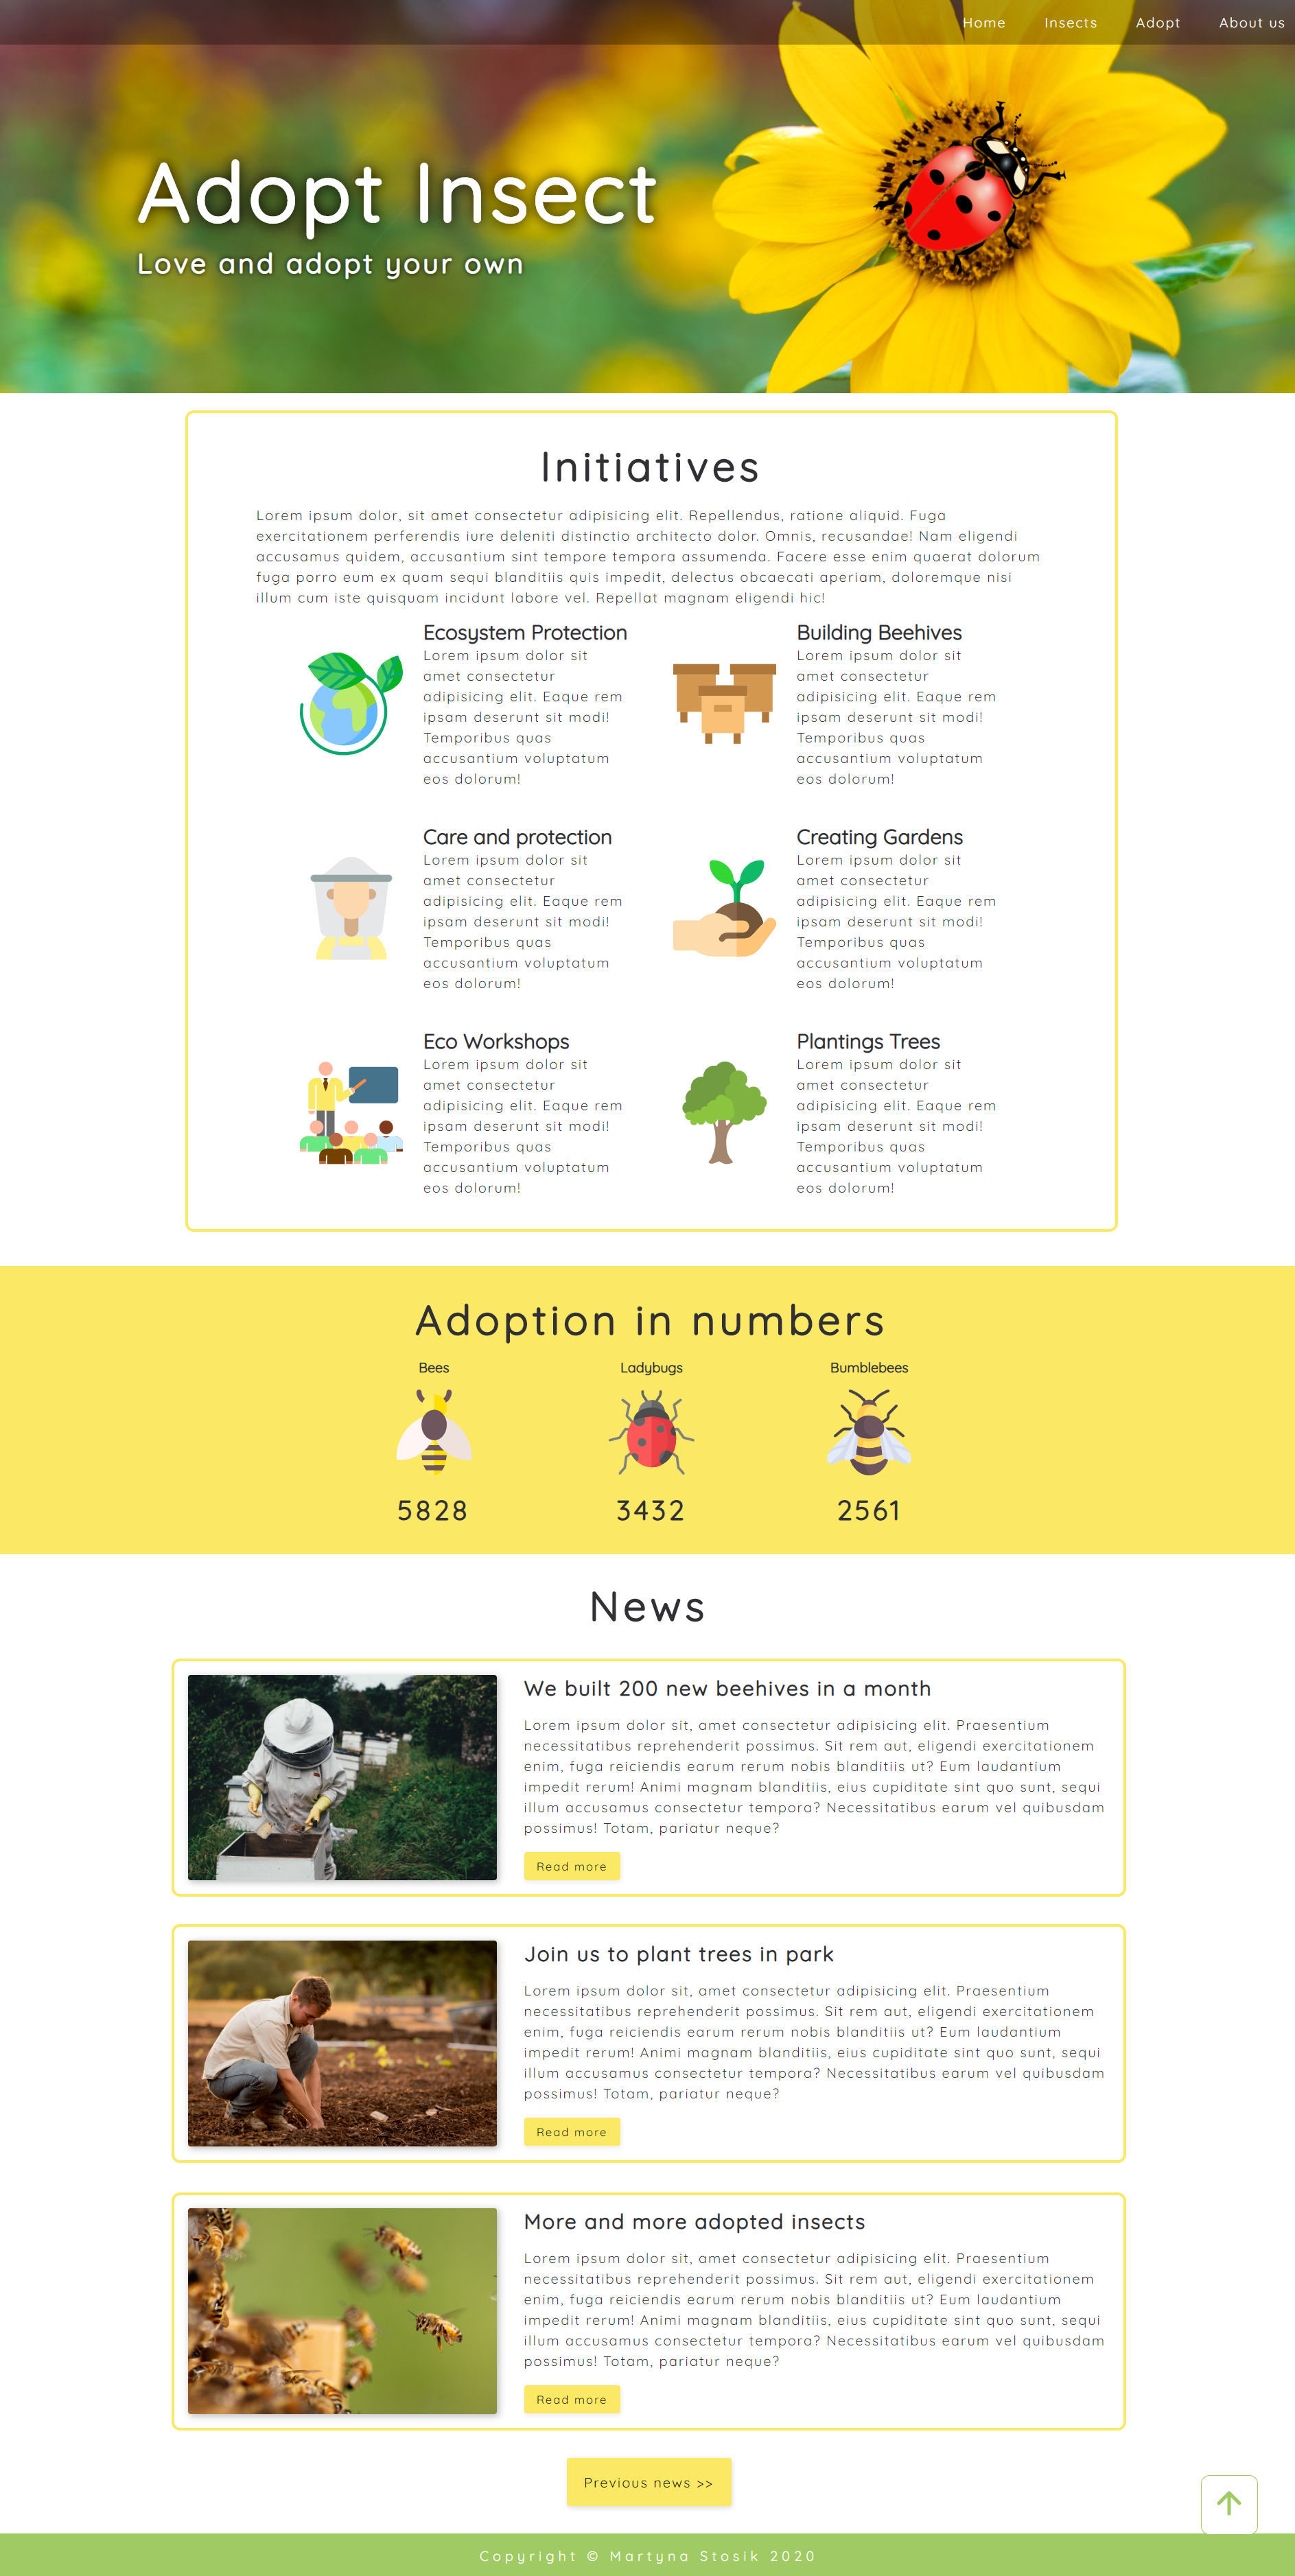 Home Insects Adopt About us
Adopt Insect
Love and adopt your own
Initiatives
Lorem ipsum dolor, sit amet consectetur adipisicing elit. Repellendus, ratione aliquid. Fuga
exercitationem perferendis iure deleniti distinctio architecto dolor. Omnis, recusandae! Nam eligendi
accusamus quidem, accusantium sint tempore tempora assumenda. Facere esse enim quaerat dolorum
fuga porro eum ex quam sequi blanditiis quis impedit, delectus obcaecati aperiam, doloremque nisi
illum cum iste quisquam incidunt labore vel. Repellat magnam eligendi hic!
Ecosystem Protection
Lorem ipsum dolor sit
amet consectetur
adipisicing elit. Eaque rem
ipsam deserunt sit modi!
Temporibus quas
accusantium voluptatum
eos dolorum!
Building Beehives
Lorem ipsum dolor sit
amet consectetur
adipisicing elit. Eaque rem
ipsam deserunt sit modi!
Temporibus quas
accusantium voluptatum
eos dolorum!
Care and protection
Lorem ipsum dolor sit
amet consectetur
adipisicing elit. Eaque rem
ipsam deserunt sit modi!
Temporibus quas
accusantium voluptatum
eos dolorum!
Creating Gardens
Lorem ipsum dolor sit
amet consectetur
adipisicing elit. Eaque rem
ipsam deserunt sit modi!
Temporibus quas
accusantium voluptatum
eos dolorum!
Eco Workshops
Lorem ipsum dolor sit
amet consectetur
adipisicing elit. Eaque rem
ipsam deserunt sit modi!
Temporibus quas
accusantium voluptatum
eos dolorum!
Plantings Trees
Lorem ipsum dolor sit
amet consectetur
adipisicing elit. Eaque rem
ipsam deserunt sit modi!
Temporibus quas
accusantium voluptatum
eos dolorum!
Adoption in numbers
Bees
5828
Ladybugs
3432
Bumblebees
2561
News
We built 200 new beehives in a month
Lorem ipsum dolor sit, amet consectetur adipisicing elit. Praesentium
necessitatibus reprehenderit possimus. Sit rem aut, eligendi exercitationem
enim, fuga reiciendis earum rerum nobis blanditiis ut? Eum laudantium
impedit rerum! Animi magnam blanditiis, eius cupiditate sint quo sunt, sequi
illum accusamus consectetur tempora? Necessitatibus earum vel quibusdam
possimus! Totam, pariatur neque?
Read more
Join us to plant trees in park
Lorem ipsum dolor sit, amet consectetur adipisicing elit. Praesentium
necessitatibus reprehenderit possimus. Sit rem aut, eligendi exercitationem
enim, fuga reiciendis earum rerum nobis blanditiis ut? Eum laudantium
impedit rerum! Animi magnam blanditiis, eius cupiditate sint quo sunt, sequi
illum accusamus consectetur tempora? Necessitatibus earum vel quibusdam
possimus! Totam, pariatur neque?
Read more
More and more adopted insects
Lorem ipsum dolor sit, amet consectetur adipisicing elit. Praesentium
necessitatibus reprehenderit possimus. Sit rem aut, eligendi exercitationem
enim, fuga reiciendis earum rerum nobis blanditiis ut? Eum laudantium
impedit rerum! Animi magnam blanditiis, eius cupiditate sint quo sunt, sequi
illum accusamus consectetur tempora? Necessitatibus earum vel quibusdam
possimus! Totam, pariatur neque?
Read more
Previous news >>
Copyright © Martyna Stosik 2020